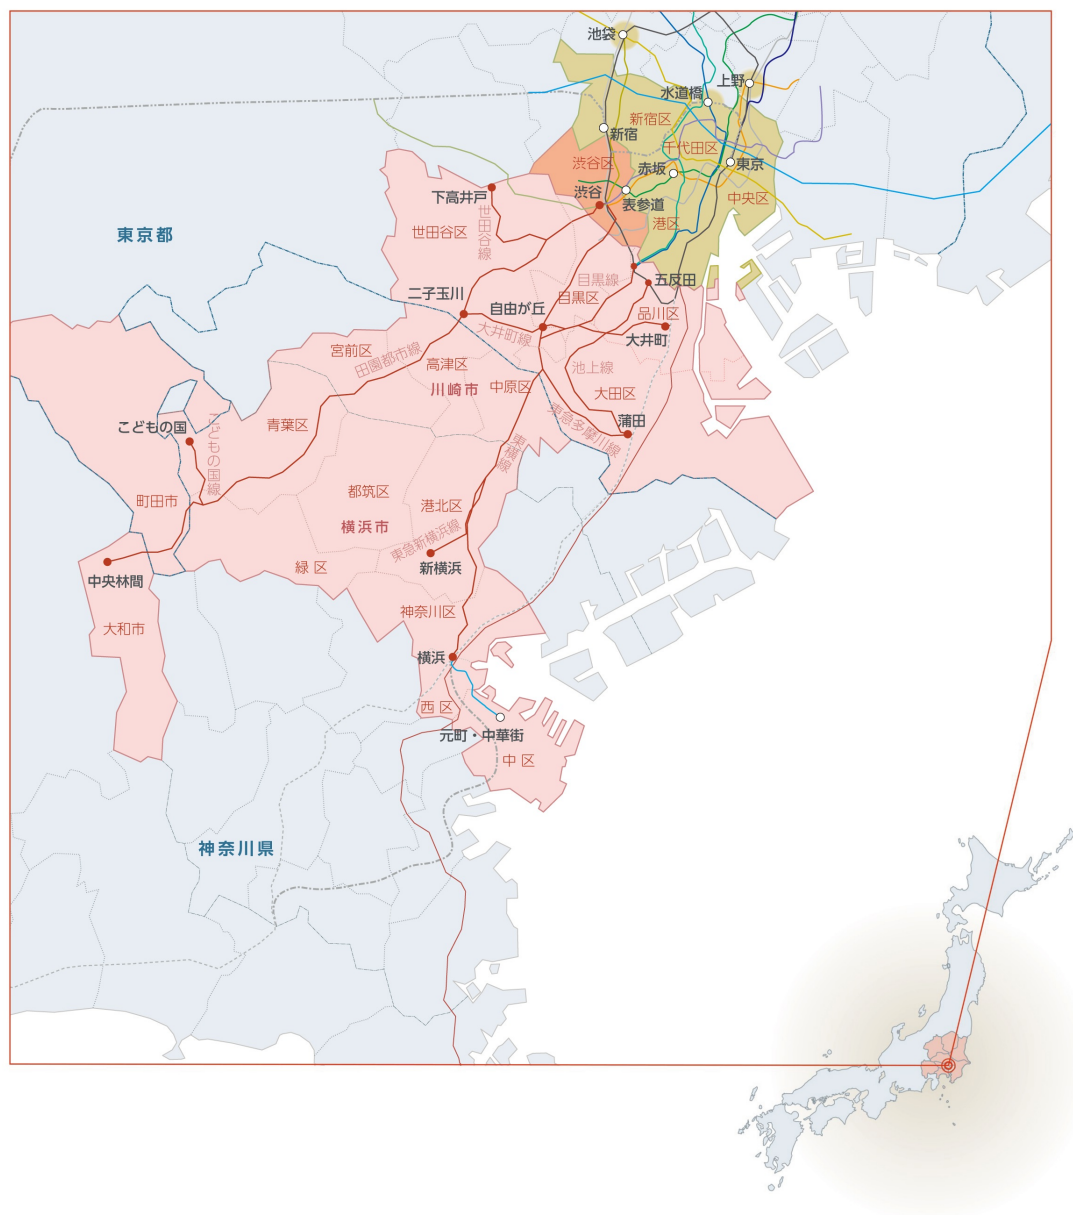 池袋
上野
水道橋
新宿区
新宿
千代田区
渋谷区
東京
赤坂
下高井戸
渋谷
表参道
中央区
世田谷線
港区
世田谷区
東京都
目黒線
五反田
二子玉川
目黒区
自由が丘
品川区
大井町線
大井町
宮前区
田園都市線
高津区
池上線
川崎市
中原区
大田区
こどもの国
こどもの国線
青葉区
東急多摩川線
蒲田
東横線
町田市
都筑区
港北区
横浜市
東急新横浜線
緑区
新横浜
中央林間
神奈川区
大和市
横浜
西区
元町・中華街
中区
神奈川県